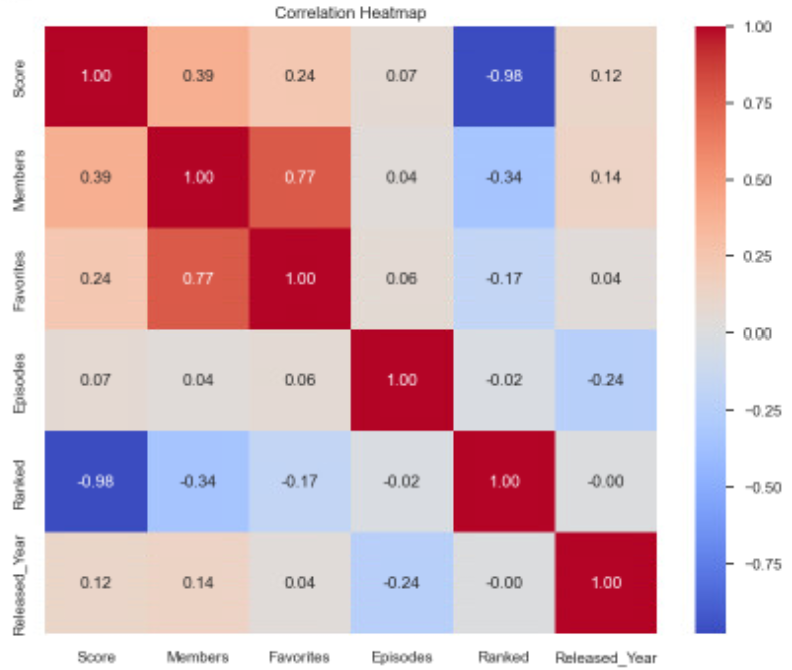 Correlation Heatmap
Score 1.00 0.39 0.24 0.07 -0.98 0.12
Members 0.39 1.00 0.77 0.04 -0.34 0.14
Favorites 0.24 0.77 1.00 0.06 -0.17 0.04
Episodes 0.07 0.04 0.06 1.00 -0.02 -0.24
Ranked -0.98 -0.34 -0.17 -0.02 1.00 -0.00
Released_Year 0.12 0.14 0.04 -0.24 -0.00 1.00
Score Members Favorites Episodes Ranked Released_Year
1.00
0.75
0.50
0.25
0.00
-0.25
-0.50
-0.75